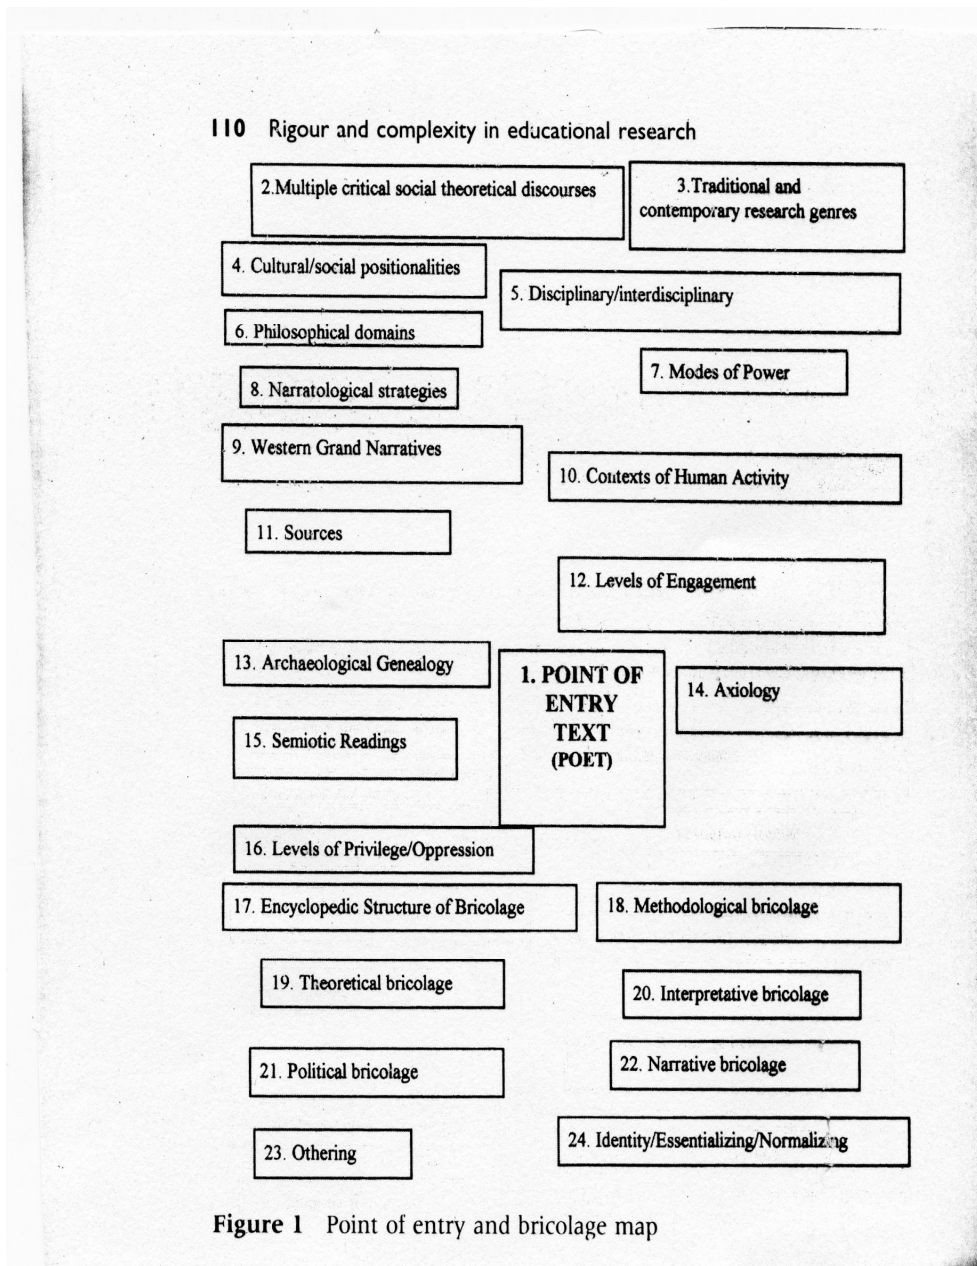 110 Rigour and complexity in educational research
2.Multiple critical social theoretical discourses
3.Traditional and
contemporary research genres
4. Cultural/social positionalities
5. Disciplinary/interdisciplinary
6. Philosophical domains
7. Modes of Power
8. Narratological strategies
9. Western Grand Narratives
10. Contexts of Human Activity
11. Sources
12. Levels of Engagement
13. Archaeological Genealogy
1. POINT OF
ENTRY
TEXT
(POET)
14. Axiology
15. Semiotic Readings
16. Levels of Privilege/Oppression
17. Encyclopedic Structure of Bricolage
18. Methodological bricolage
19. Theoretical bricolage
20. Interpretative bricolage
21. Political bricolage
22. Narrative bricolage
23. Othering
24. Identity/Essentializing/Normalizing
Figure 1 Point of entry and bricolage map